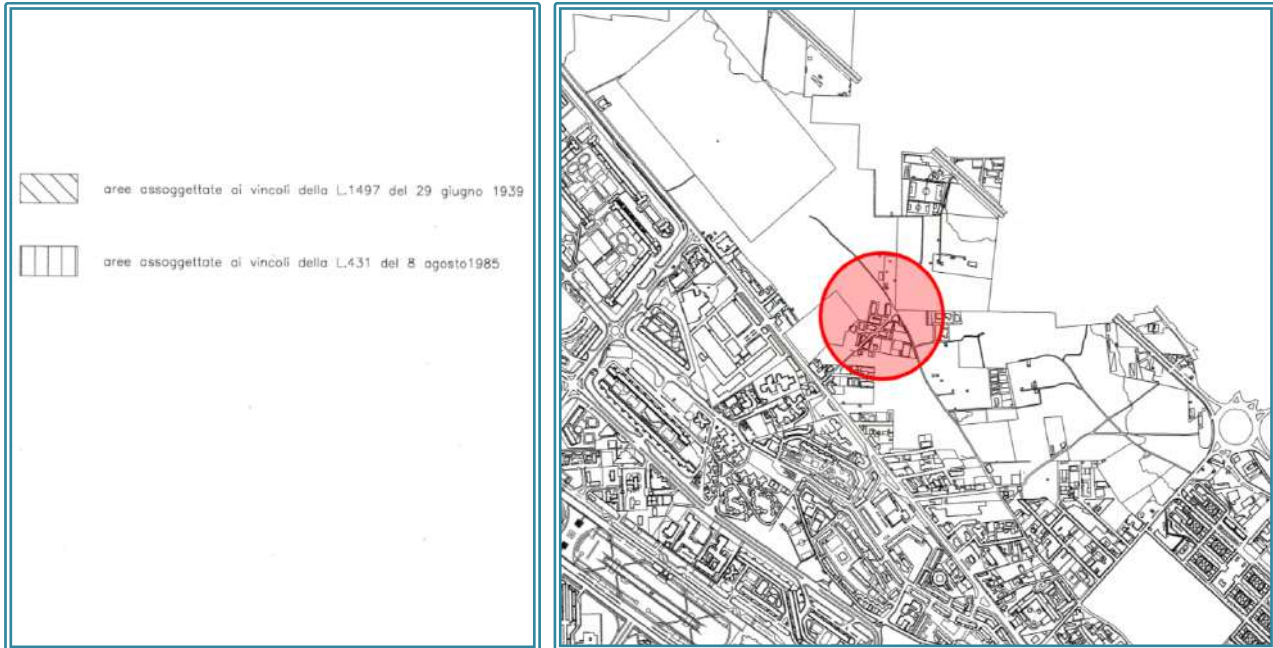 aree assoggettate ai vincoli della L.1497 del 29 giugno 1939
aree assoggettate ai vincoli della L.431 del 8 agosto1985